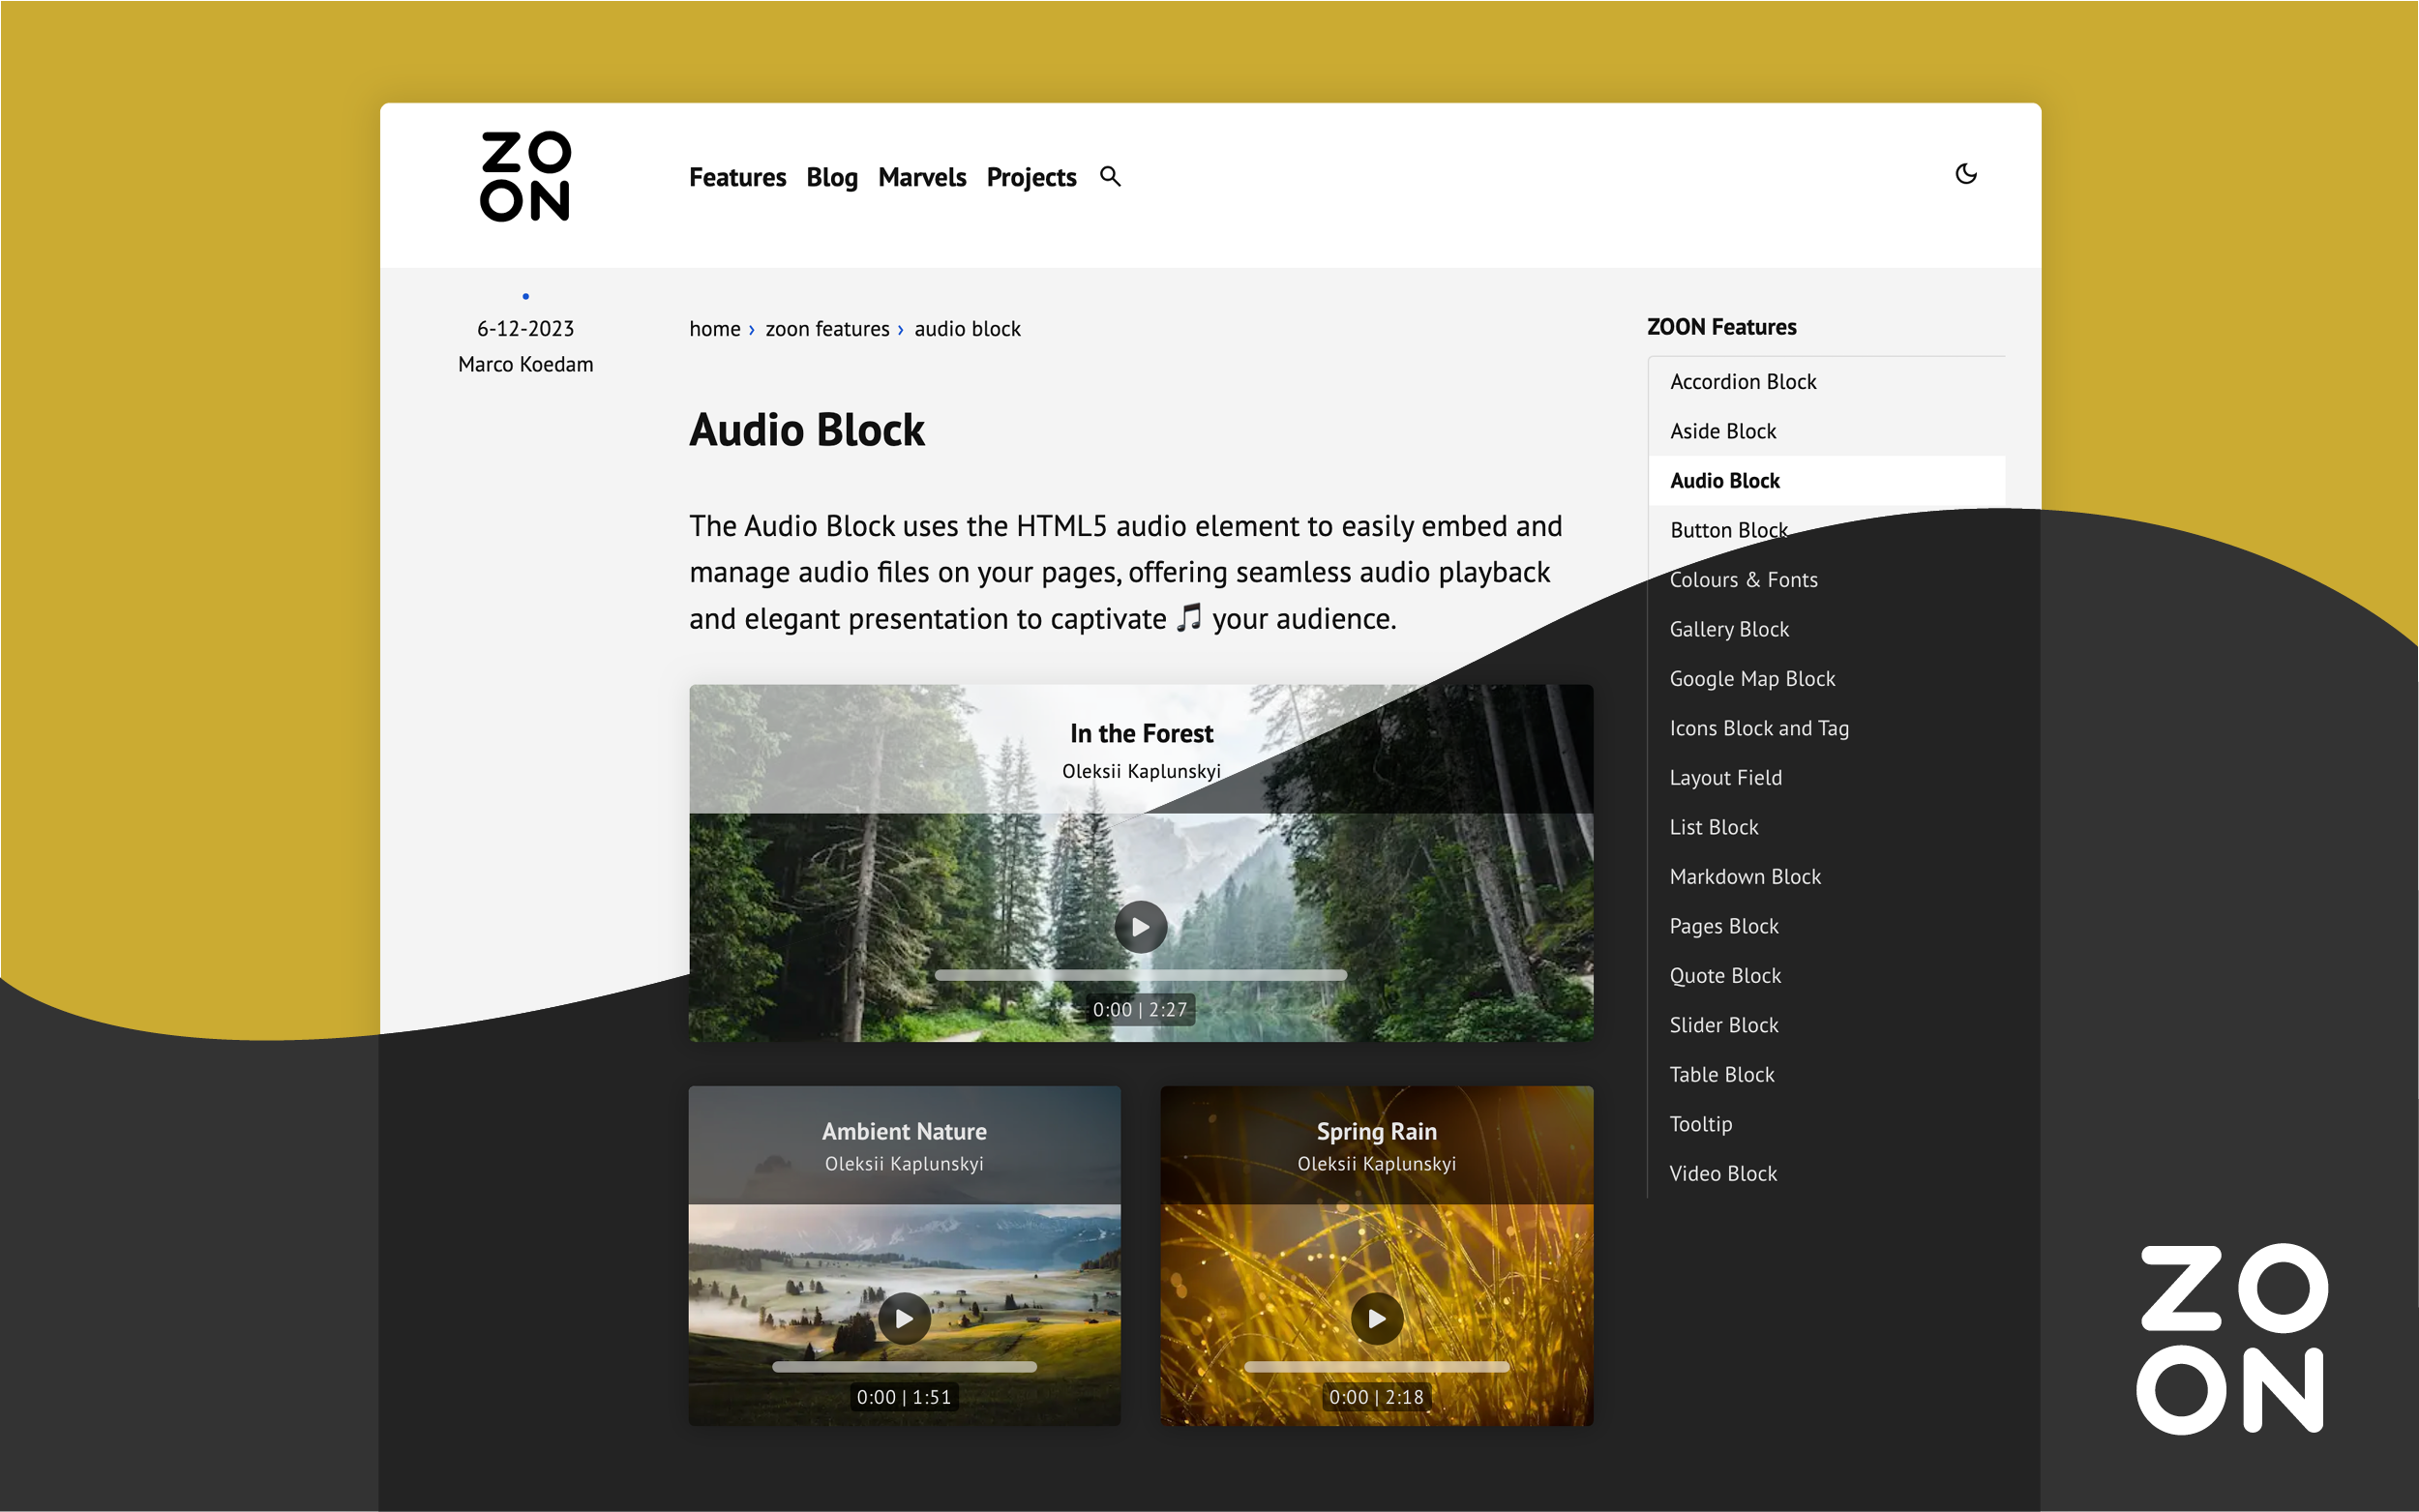 ZO
ON
Features Blog Marvels Projects
6-12-2023
Marco Koedam
home › zoon features › audio block
Audio Block
The Audio Block uses the HTML5 audio element to easily embed and
manage audio files on your pages, offering seamless audio playback
and elegant presentation to captivate 🎵 your audience.
In the Forest
Oleksii Kaplunskyi
0:00 | 2:27
Ambient Nature
Oleksii Kaplunskyi
0:00 | 1:51
Spring Rain
Oleksii Kaplunskyi
0:00 | 2:18
ZOON Features
Accordion Block
Aside Block
Audio Block
Button Block
Colours & Fonts
Gallery Block
Google Map Block
Icons Block and Tag
Layout Field
List Block
Markdown Block
Pages Block
Quote Block
Slider Block
Table Block
Tooltip
Video Block
ZO
ON